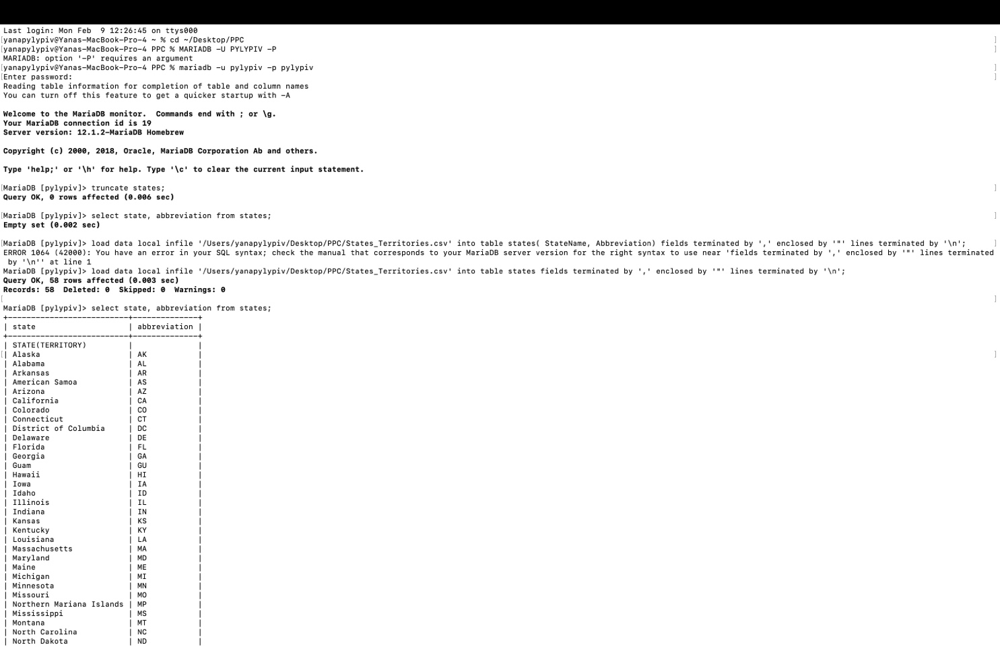 Last login: Mon Feb  9 12:26:45 on ttys000
[yanapylypiv@Yanas-MacBook-Pro-4 ~ % cd ~/Desktop/PPC ]
[yanapylypiv@Yanas-MacBook-Pro-4 PPC % MARIADB -U PYLYPIV -P ]
MARIADB: option '-P' requires an argument
[yanapylypiv@Yanas-MacBook-Pro-4 PPC % mariadb -u pylypiv -p pylypiv ]
[Enter password: ]
Reading table information for completion of table and column names
You can turn off this feature to get a quicker startup with -A
Welcome to the MariaDB monitor.  Commands end with ; or \g.
Your MariaDB connection id is 19
Server version: 12.1.2-MariaDB Homebrew
Copyright (c) 2000, 2018, Oracle, MariaDB Corporation Ab and others.
Type 'help;' or '\h' for help. Type '\c' to clear the current input statement.
[MariaDB [pylypiv]> truncate states; ]
Query OK, 0 rows affected (0.006 sec)
[MariaDB [pylypiv]> select state, abbreviation from states; ]
Empty set (0.002 sec)
[MariaDB [pylypiv]> load data local infile '/Users/yanapylypiv/Desktop/PPC/States_Territories.csv' into table states( StateName, Abbreviation) fields terminated by ',' enclosed by '"' lines terminated by '\n'; ]
ERROR 1064 (42000): You have an error in your SQL syntax; check the manual that corresponds to your MariaDB server version for the right syntax to use near 'fields terminated by ',' enclosed by '"' lines terminated
by '\n'' at line 1
MariaDB [pylypiv]> load data local infile '/Users/yanapylypiv/Desktop/PPC/States_Territories.csv' into table states fields terminated by ',' enclosed by '"' lines terminated by '\n';
Query OK, 58 rows affected (0.003 sec)
Records: 58  Deleted: 0  Skipped: 0  Warnings: 0
[ ]
MariaDB [pylypiv]> select state, abbreviation from states;
+---------------------------+--------------+
| state                     | abbreviation |
+---------------------------+--------------+
| STATE(TERRITORY)          |              |
[| Alaska                    | AK           | ]
| Alabama                   | AL           |
| Arkansas                  | AR           |
| American Samoa            | AS           |
| Arizona                   | AZ           |
| California                | CA           |
| Colorado                  | CO           |
| Connecticut               | CT           |
| District of Columbia      | DC           |
| Delaware                  | DE           |
| Florida                   | FL           |
| Georgia                   | GA           |
| Guam                      | GU           |
| Hawaii                    | HI           |
| Iowa                      | IA           |
| Idaho                     | ID           |
| Illinois                  | IL           |
| Indiana                   | IN           |
| Kansas                    | KS           |
| Kentucky                  | KY           |
| Louisiana                 | LA           |
| Massachusetts             | MA           |
| Maryland                  | MD           |
| Maine                     | ME           |
| Michigan                  | MI           |
| Minnesota                 | MN           |
| Missouri                  | MO           |
| Northern Mariana Islands  | MP           |
| Mississippi               | MS           |
| Montana                   | MT           |
| North Carolina            | NC           |
| North Dakota              | ND           |